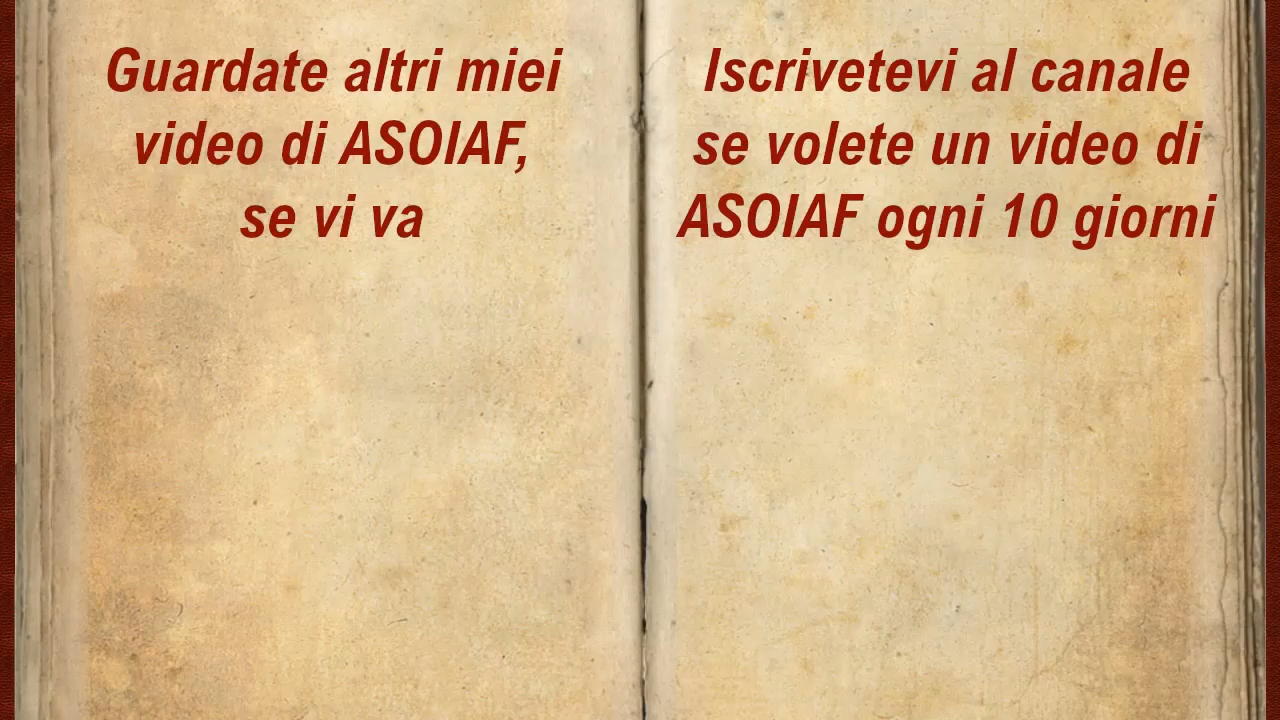 Guardate altri miei
video di ASOIAF,
se vi va
Iscrivetevi al canale
se volete un video di
ASOIAF ogni 10 giorni